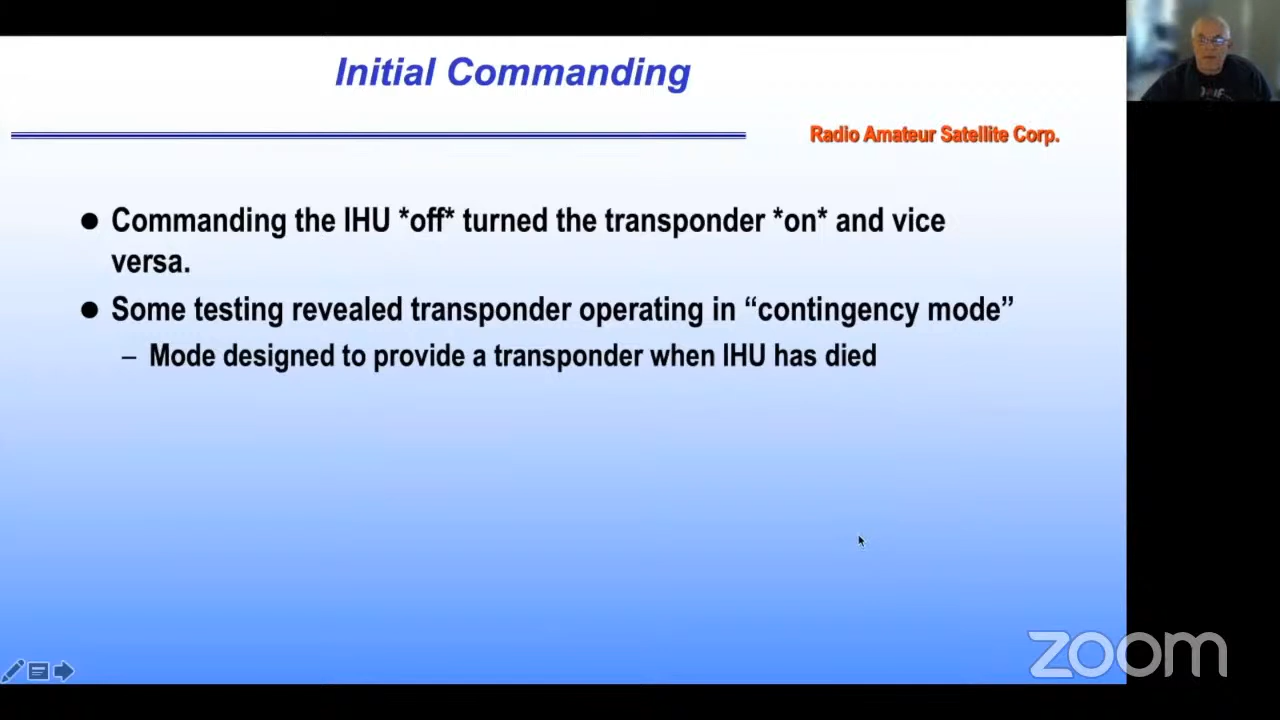 Initial Commanding
Radio Amateur Satellite Corp.
● Commanding the IHU *off* turned the transponder *on* and vice
versa.
● Some testing revealed transponder operating in “contingency mode”
– Mode designed to provide a transponder when IHU has died
zoom